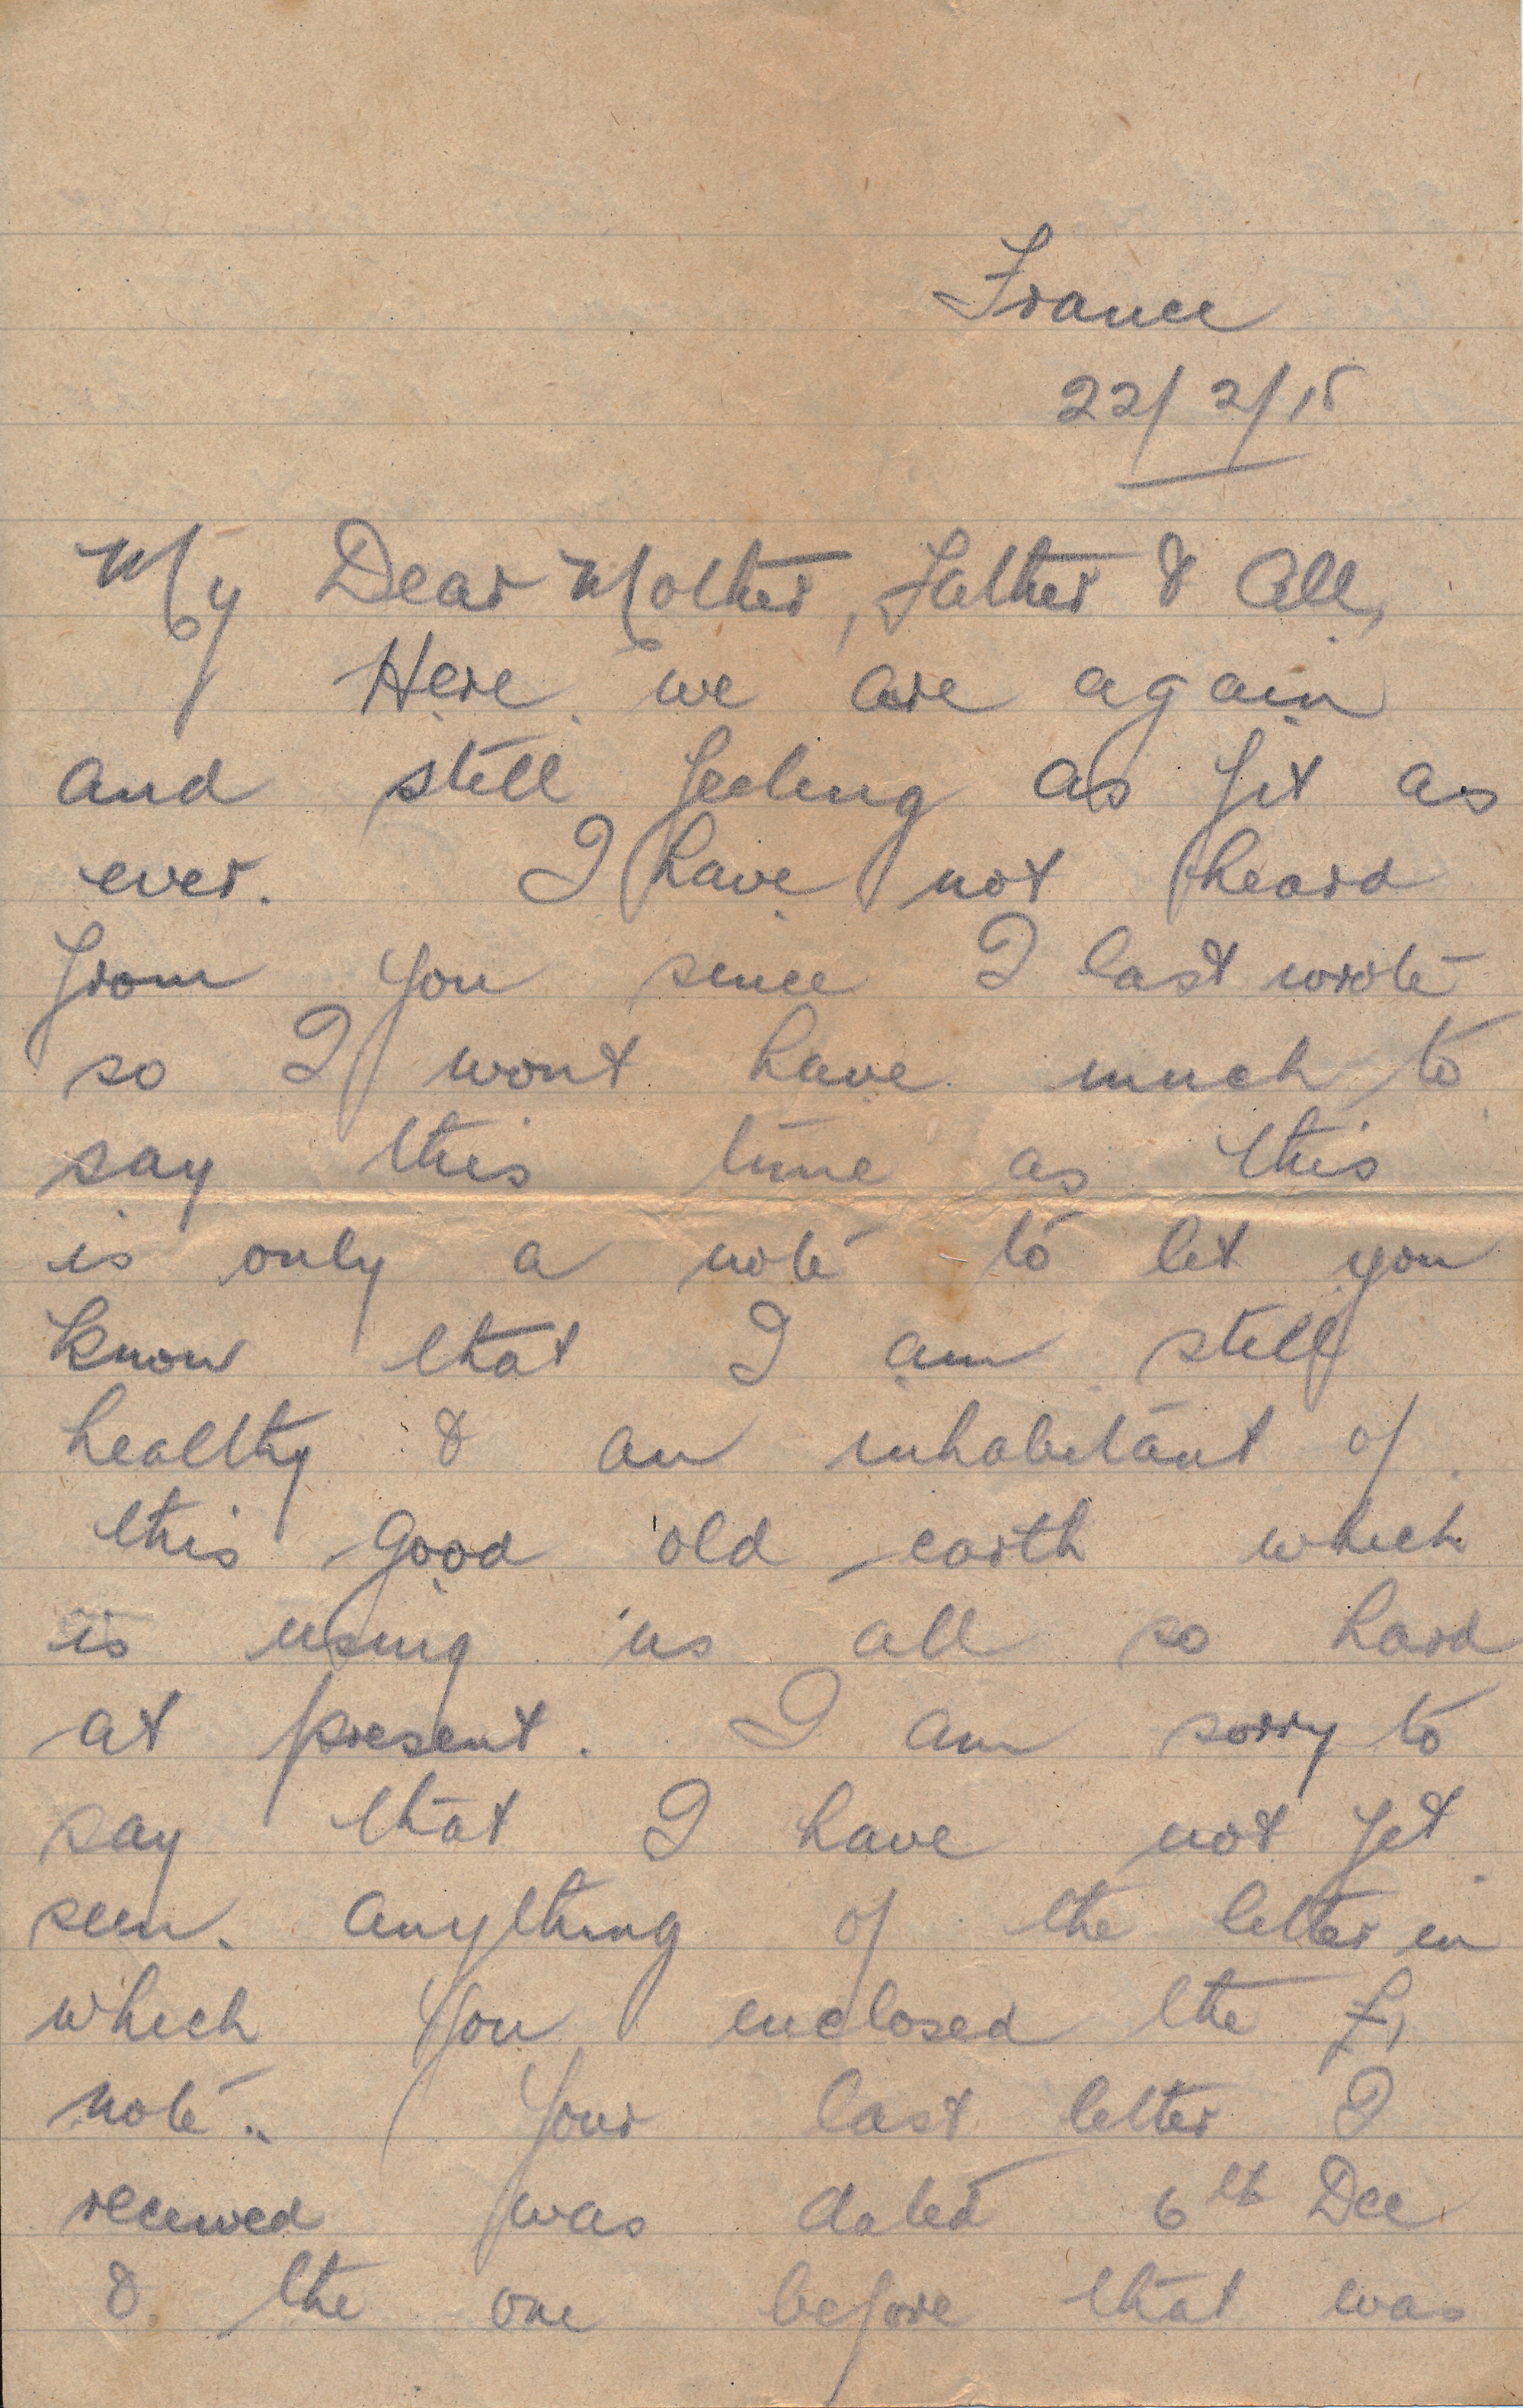 France
22/2/18
My Dear Mother, Father & All,
Here we are again
and still feeling as fit as
ever. I have not heard
from you since I last wrote
so I wont have much to
say this time as this
is only a note to let you
know that I am still
healthy & an inhabitant of
this good old earth which
is using us all so hard
at present. I am sorry to
say that I have not yet
seen anything of the letter in
which you enclosed the £1
note. Your last letter I
received was dated 6th Dec
& the one before that was